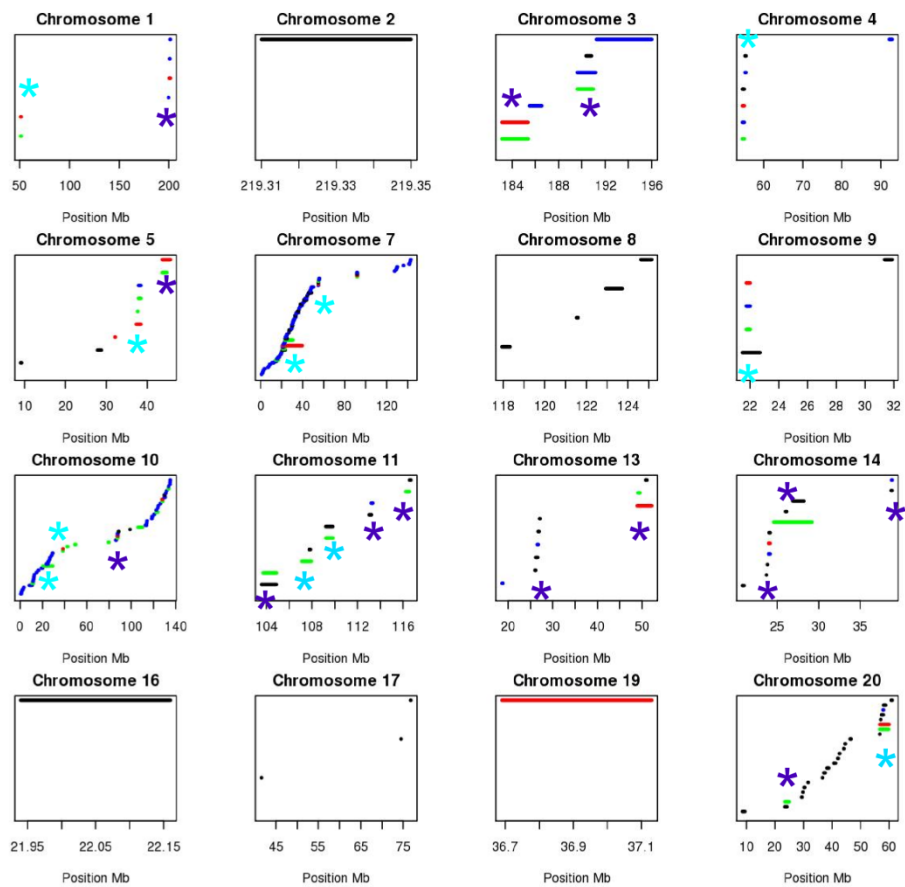 Chromosome 1 Chromosome 2 Chromosome 3 Chromosome 4
50 100 150 200 219.31 219.33 219.35 184 188 192 196 60 70 80 90
Position Mb Position Mb Position Mb Position Mb
Chromosome 5 Chromosome 7 Chromosome 8 Chromosome 9
10 20 30 40 0 40 80 120 118 120 122 124 22 24 26 28 30 32
Position Mb Position Mb Position Mb Position Mb
Chromosome 10 Chromosome 11 Chromosome 13 Chromosome 14
0 20 60 100 140 104 108 112 116 20 30 40 50 25 30 35
Position Mb Position Mb Position Mb Position Mb
Chromosome 16 Chromosome 17 Chromosome 19 Chromosome 20
21.95 22.05 22.15 45 55 65 75 36.7 36.9 37.1 10 20 30 40 50 60
Position Mb Position Mb Position Mb Position Mb